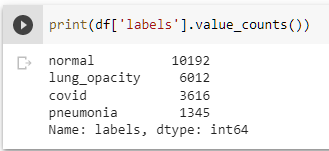 print(df['labels'].value_counts())
normal 10192
lung_opacity 6012
covid 3616
pneumonia 1345
Name: labels, dtype: int64